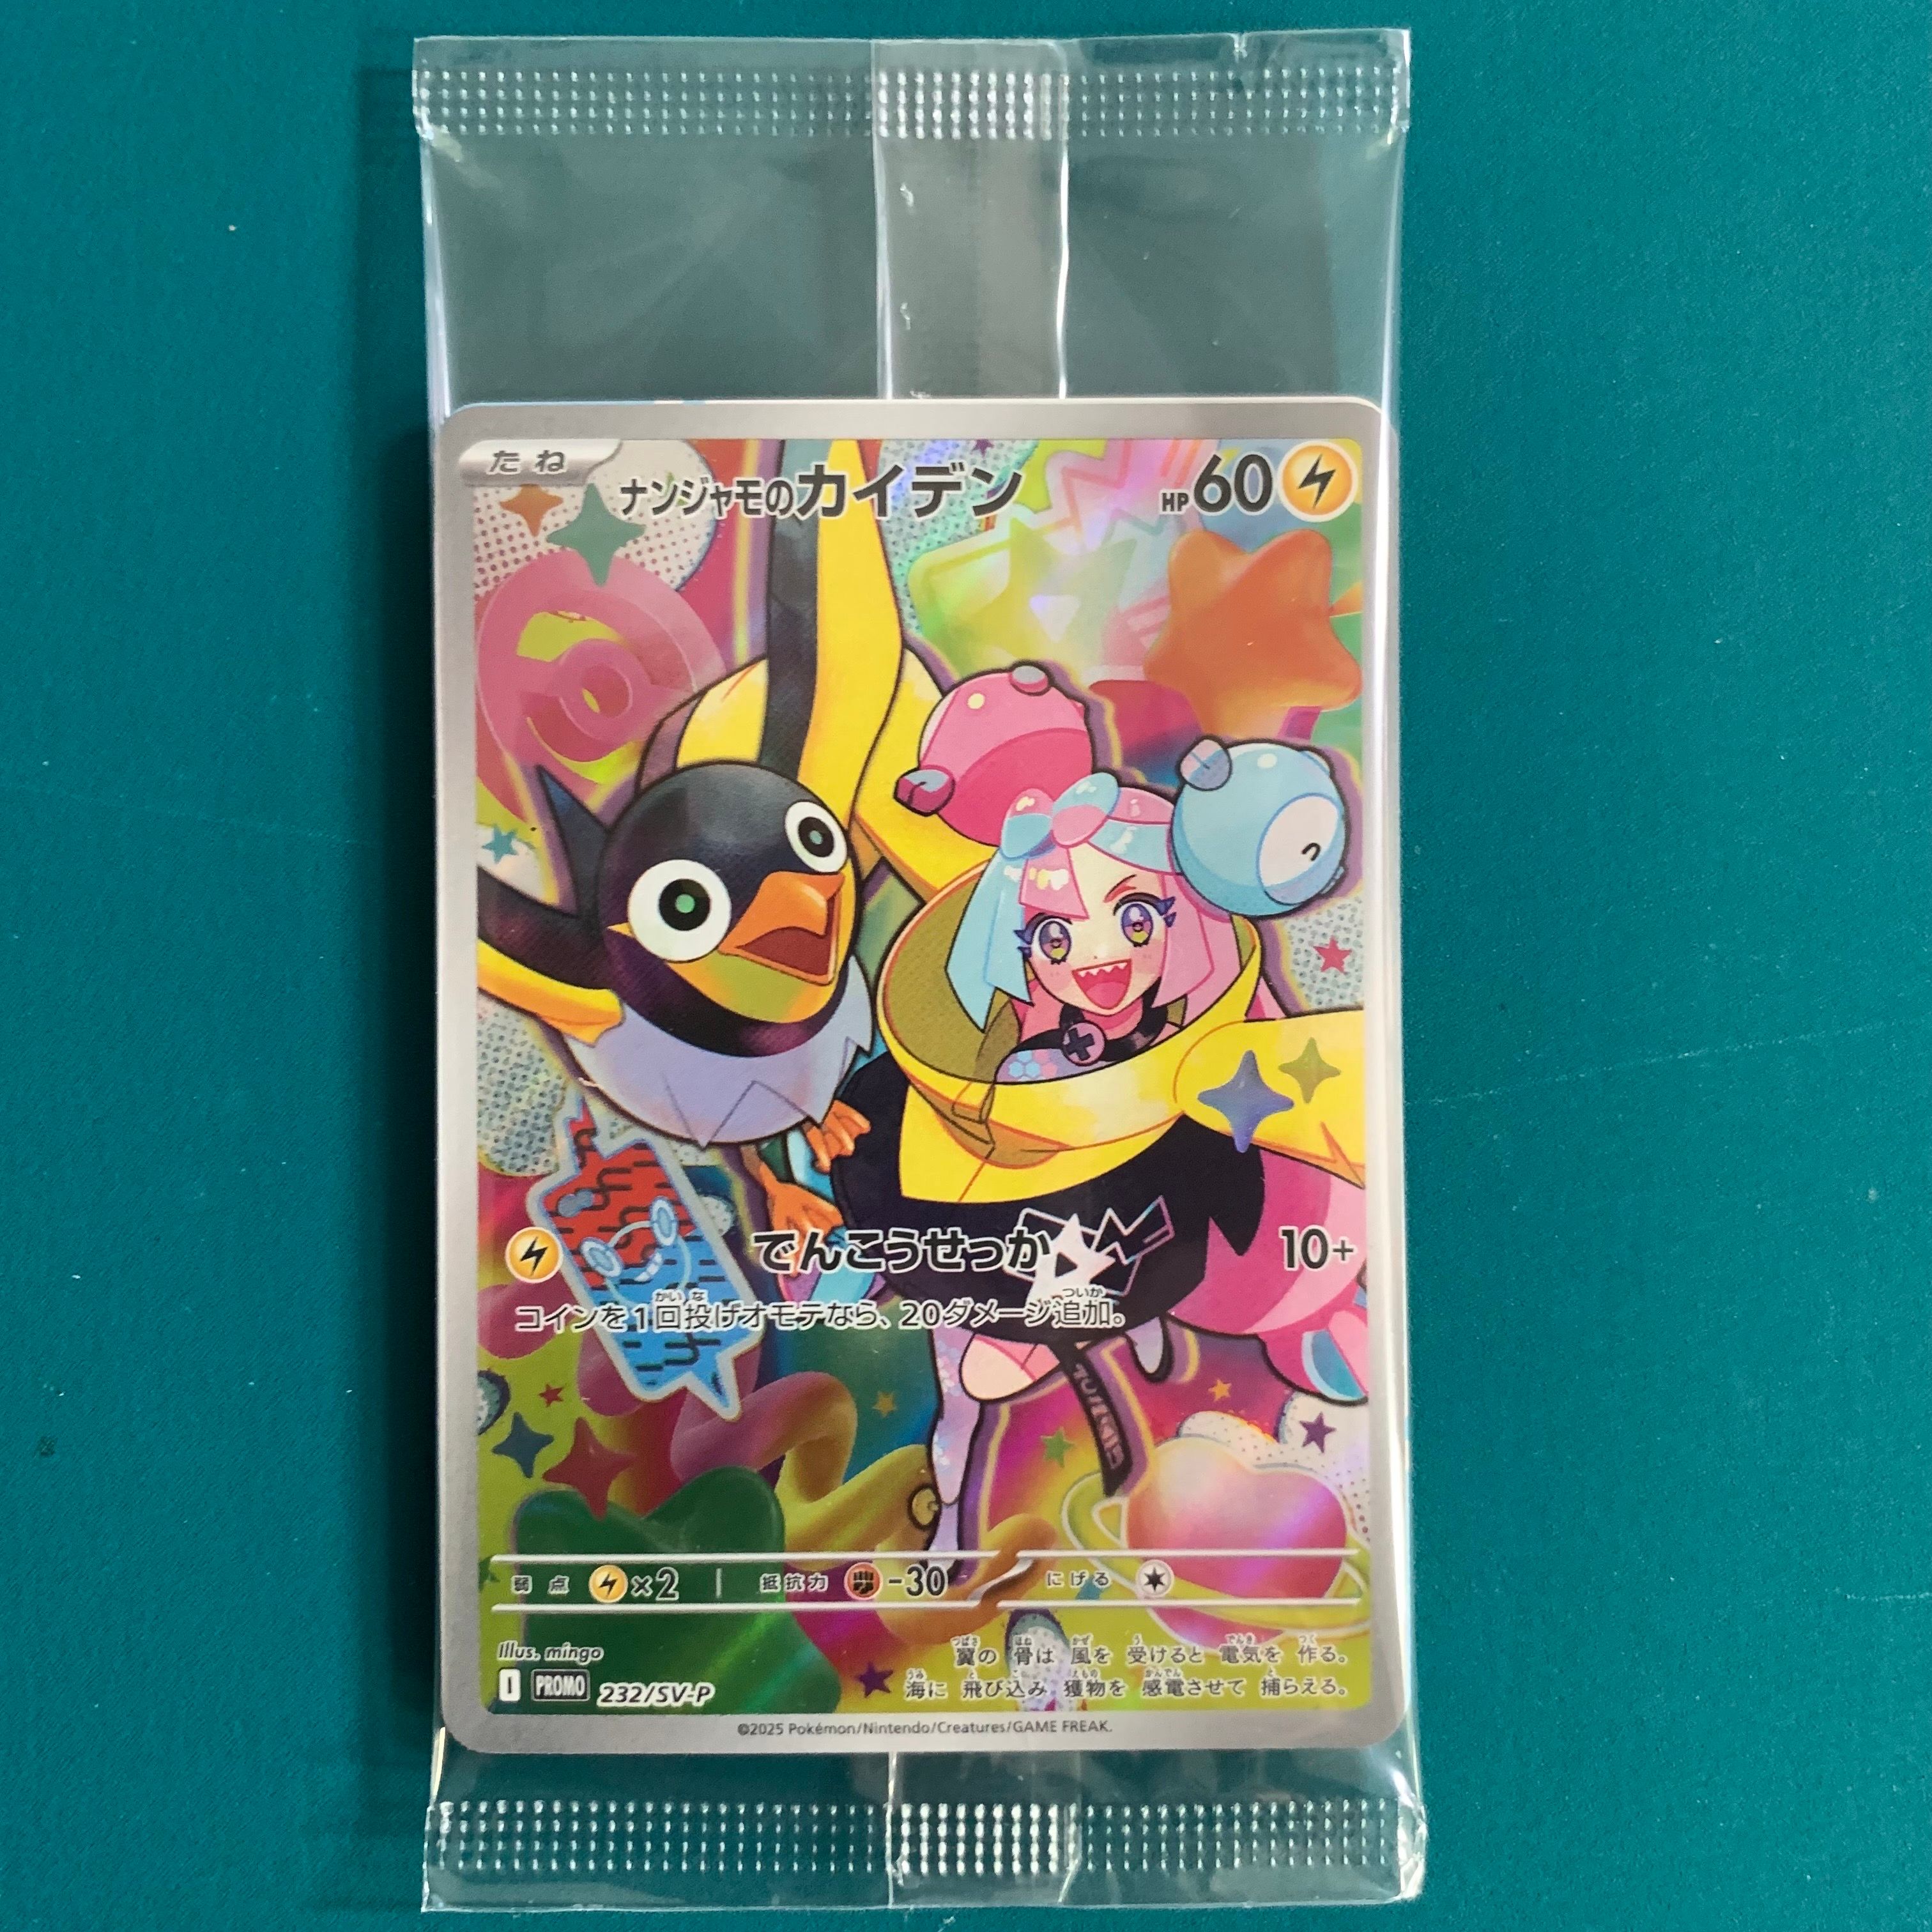 たね
ナンジャモのカイデン HP60
でんこうせっか 10+
コインを1回投げオモテなら、20ダメージ追加。
弱点 ×2 抵抗力 -30 にげる
Illus. mingo
翼の骨は風を受けると電気を作る。
海に飛び込み獲物を感電させて捕らえる。
I PROMO 232/SV-P
©2025 Pokémon/Nintendo/Creatures/GAME FREAK.